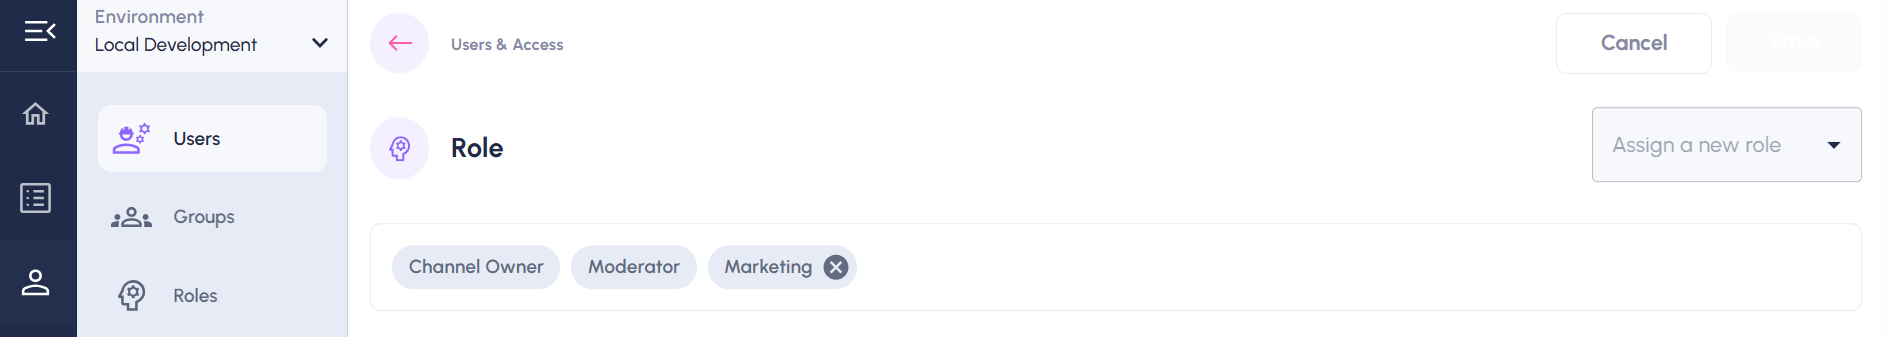 Environment
Local Development
Users
Groups
Roles
Users & Access
Cancel
Save
Role
Assign a new role
Channel Owner
Moderator
Marketing